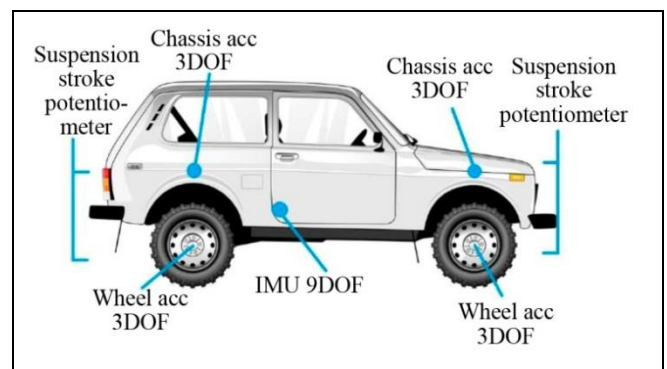 Suspension
stroke
potentio-
meter
Chassis acc
3DOF
Chassis acc
3DOF
Suspension
stroke
potentiometer
Wheel acc
3DOF
IMU 9DOF
Wheel acc
3DOF